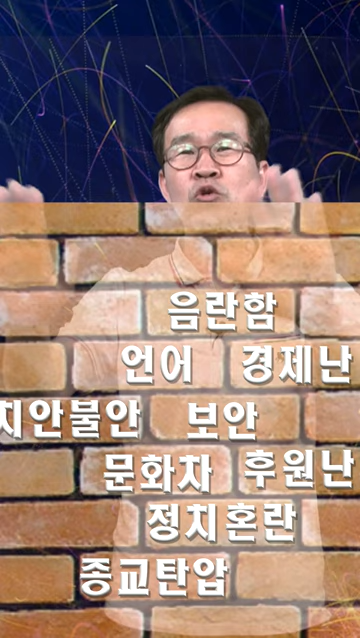 음란함
언어 경제난
치안불안 보안
문화차 후원난
정치혼란
종교탄압